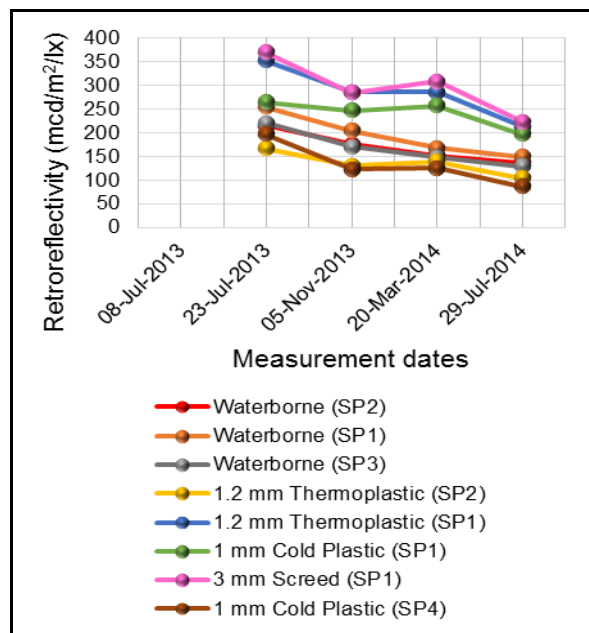 Retroreflectivity (mcd/m²/lx)
400
350
300
250
200
150
100
50
0
08-Jul-2013
23-Jul-2013
05-Nov-2013
20-Mar-2014
29-Jul-2014
Measurement dates
Waterborne (SP2)
Waterborne (SP1)
Waterborne (SP3)
1.2 mm Thermoplastic (SP2)
1.2 mm Thermoplastic (SP1)
1 mm Cold Plastic (SP1)
3 mm Screed (SP1)
1 mm Cold Plastic (SP4)